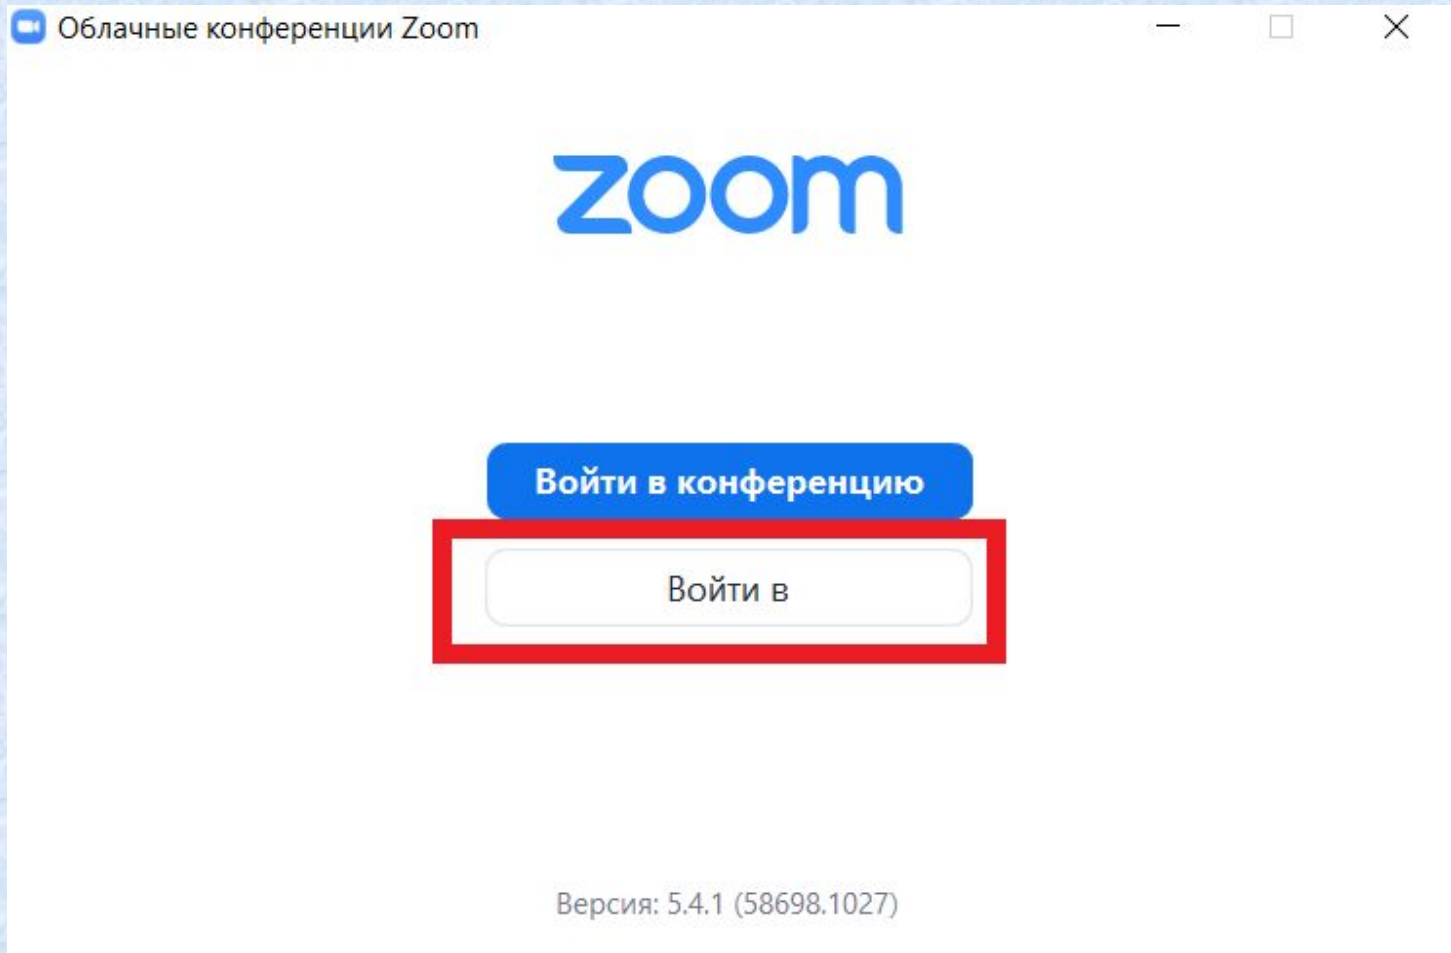 Облачные конференции Zoom
zoom
Войти в конференцию
Войти в
Версия: 5.4.1 (58698.1027)